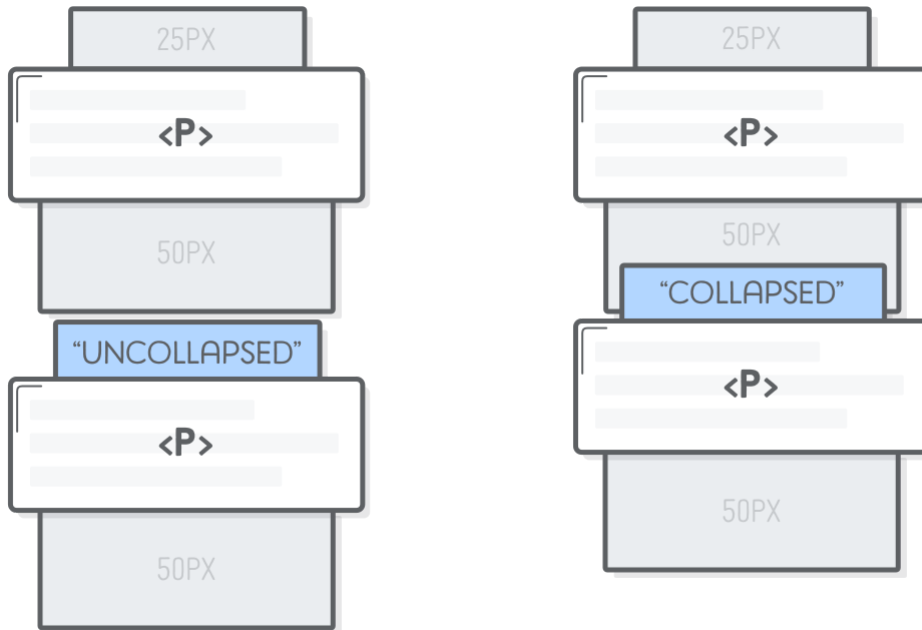 25PX
<P>
50PX
“UNCOLLAPSED”
<P>
50PX
25PX
<P>
50PX
“COLLAPSED”
<P>
50PX